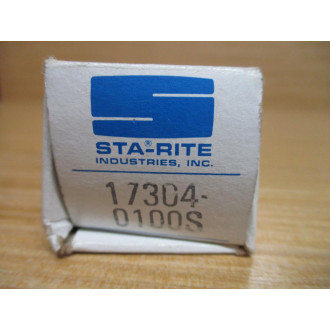 STA-RITE®
INDUSTRIES, INC.
17304-
0100S